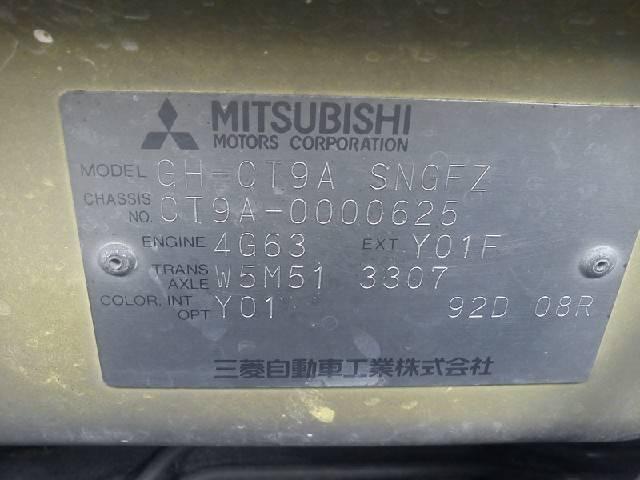 MITSUBISHI
MOTORS CORPORATION
MODEL GH-CT9A SNGFZ
CHASSIS NO. CT9A-0000625
ENGINE 4G63 EXT Y01F
TRANS AXLE W5M51 3307
COLOR, INT OPT Y01 92D 08R
三菱自動車工業株式会社